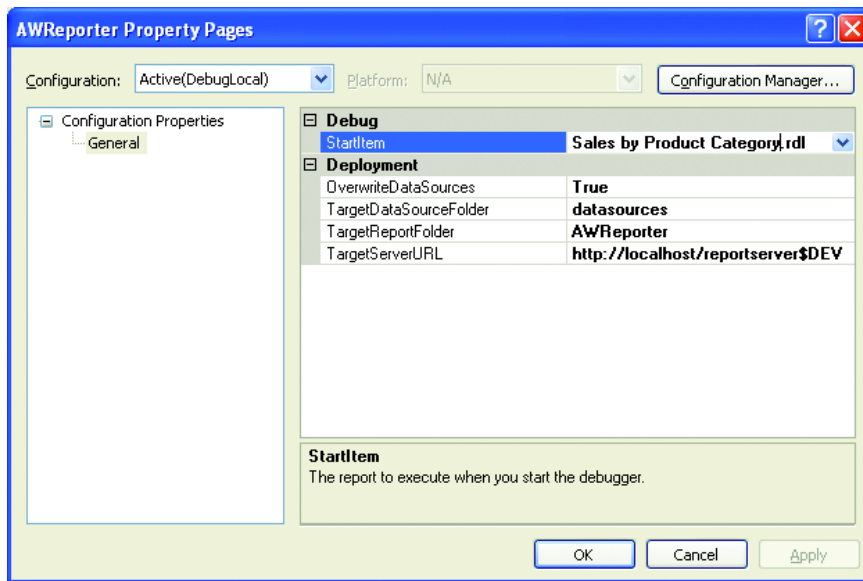 AWReporter Property Pages
Configuration: Active(DebugLocal) Platform: N/A Configuration Manager...
Configuration Properties
General
Debug
StartItem Sales by Product Category.rdl
Deployment
OverwriteDataSources True
TargetDataSourceFolder datasources
TargetReportFolder AWReporter
TargetServerURL http://localhost/reportserver$DEV
StartItem
The report to execute when you start the debugger.
OK Cancel Apply